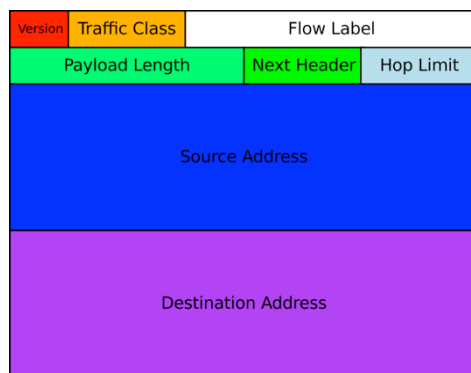 Version Traffic Class Flow Label
Payload Length Next Header Hop Limit
Source Address
Destination Address